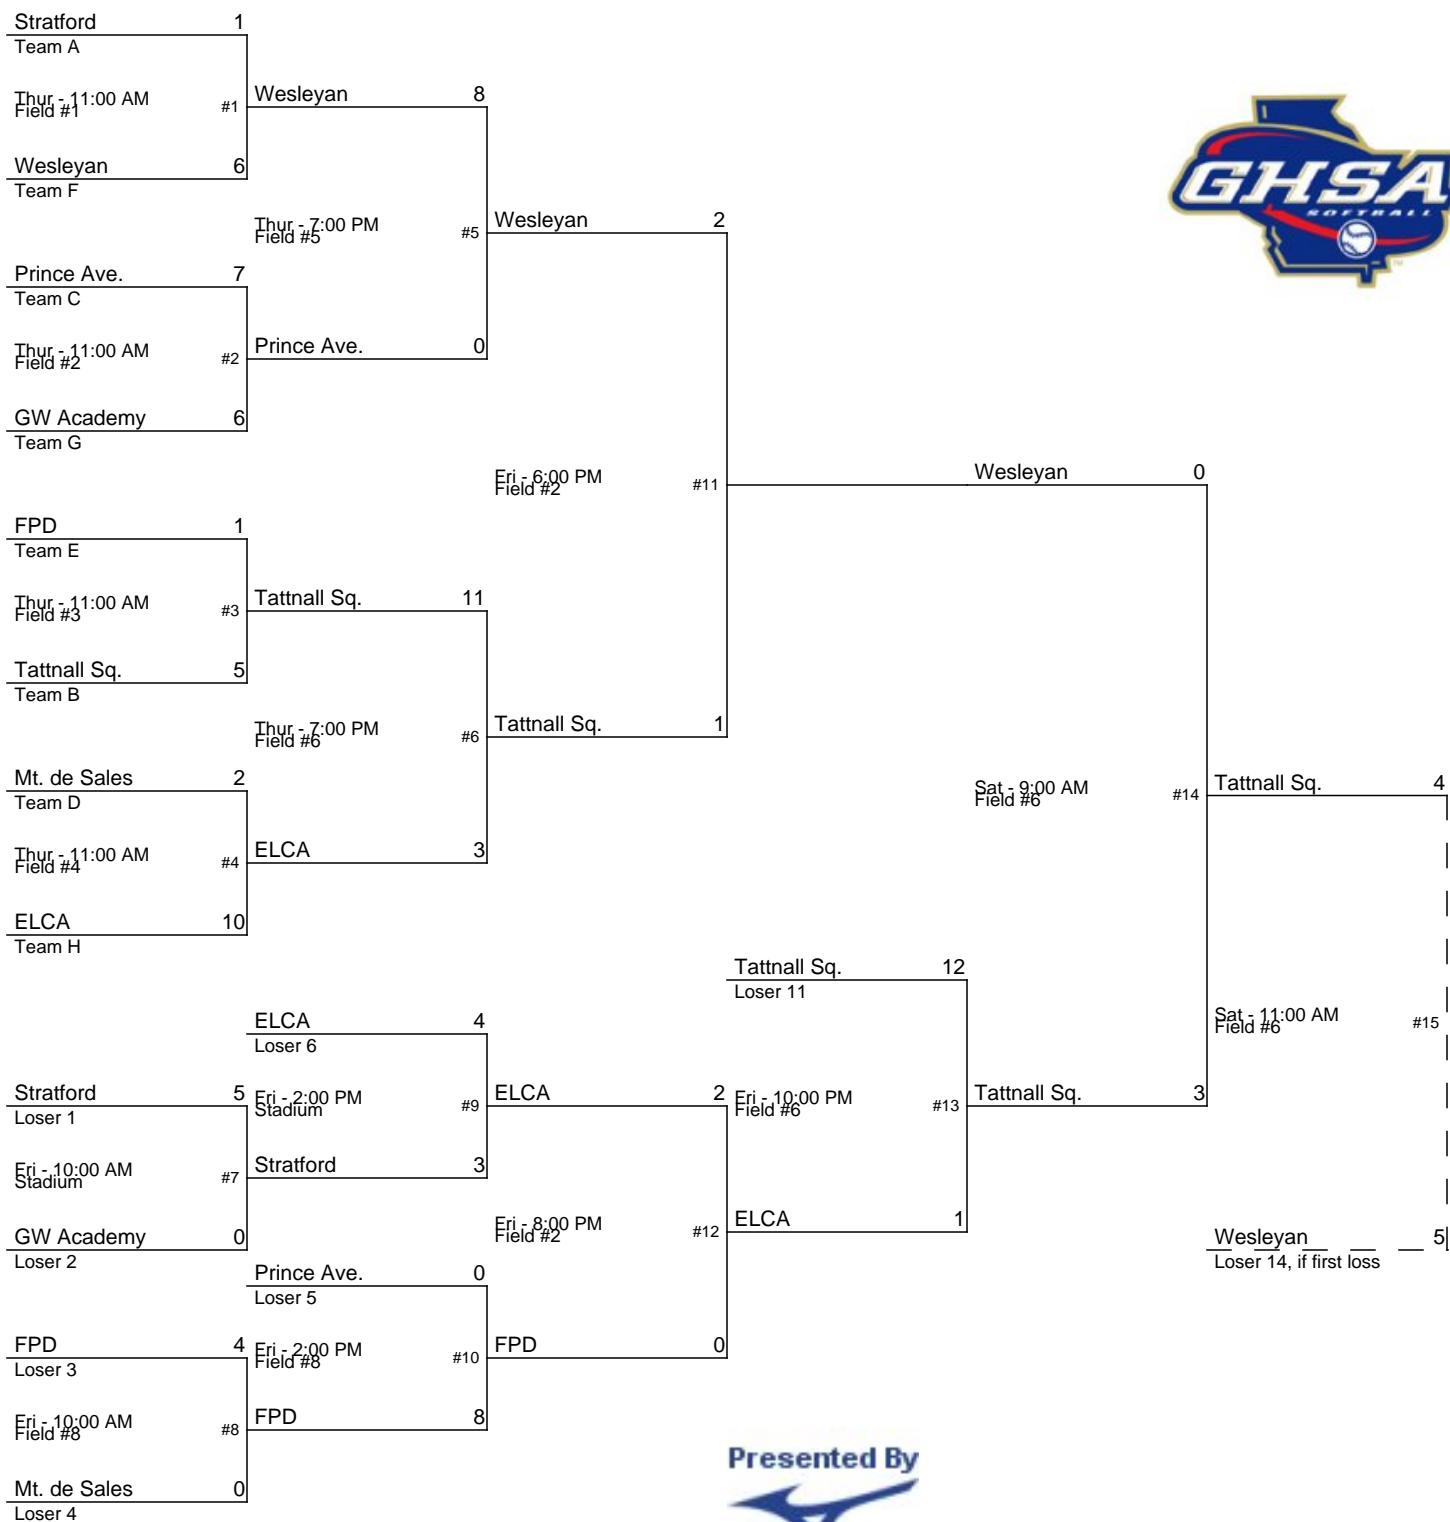 Stratford 1
Team A
Thur - 11:00 AM
Field #1
#1
Wesleyan 8
Wesleyan 6
Team F
Thur - 7:00 PM
Field #5
#5
Wesleyan 2
Prince Ave. 7
Team C
Thur - 11:00 AM
Field #2
#2
Prince Ave. 0
GW Academy 6
Team G
GHSA
SOFTBALL
TM
Fri - 6:00 PM
Field #2
#11
Wesleyan 0
FPD 1
Team E
Thur - 11:00 AM
Field #3
#3
Tattnall Sq. 11
Tattnall Sq. 5
Team B
Thur - 7:00 PM
Field #6
#6
Tattnall Sq. 1
Mt. de Sales 2
Team D
Thur - 11:00 AM
Field #4
#4
ELCA 3
ELCA 10
Team H
Sat - 9:00 AM
Field #6
#14
Tattnall Sq. 4
Tattnall Sq. 12
Loser 11
ELCA 4
Loser 6
Sat - 11:00 AM
Field #6
#15
Stratford 5
Loser 1
Fri - 2:00 PM
Stadium
#9
ELCA 2
Fri - 10:00 PM
Field #6
#13
Tattnall Sq. 3
Fri - 10:00 AM
Stadium
#7
Stratford 3
GW Academy 0
Loser 2
Fri - 8:00 PM
Field #2
#12
ELCA 1
Wesleyan 5
Loser 14, if first loss
Prince Ave. 0
Loser 5
FPD 4
Loser 3
Fri - 2:00 PM
Field #8
#10
FPD 0
Fri - 10:00 AM
Field #8
#8
FPD 8
Mt. de Sales 0
Loser 4
Presented By